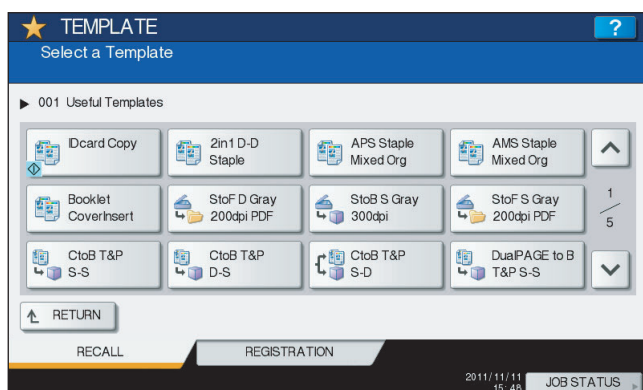 TEMPLATE
?
Select a Template
001 Useful Templates
IDcard Copy
2in1 D-D
Staple
APS Staple
Mixed Org
AMS Staple
Mixed Org
Booklet
CoverInsert
StoF D Gray
200dpi PDF
StoB S Gray
300dpi
StoF S Gray
200dpi PDF
1
5
CtoB T&P
S-S
CtoB T&P
D-S
CtoB T&P
S-D
DualPAGE to B
T&P S-S
RETURN
RECALL
REGISTRATION
2011/11/11
15:48
JOB STATUS